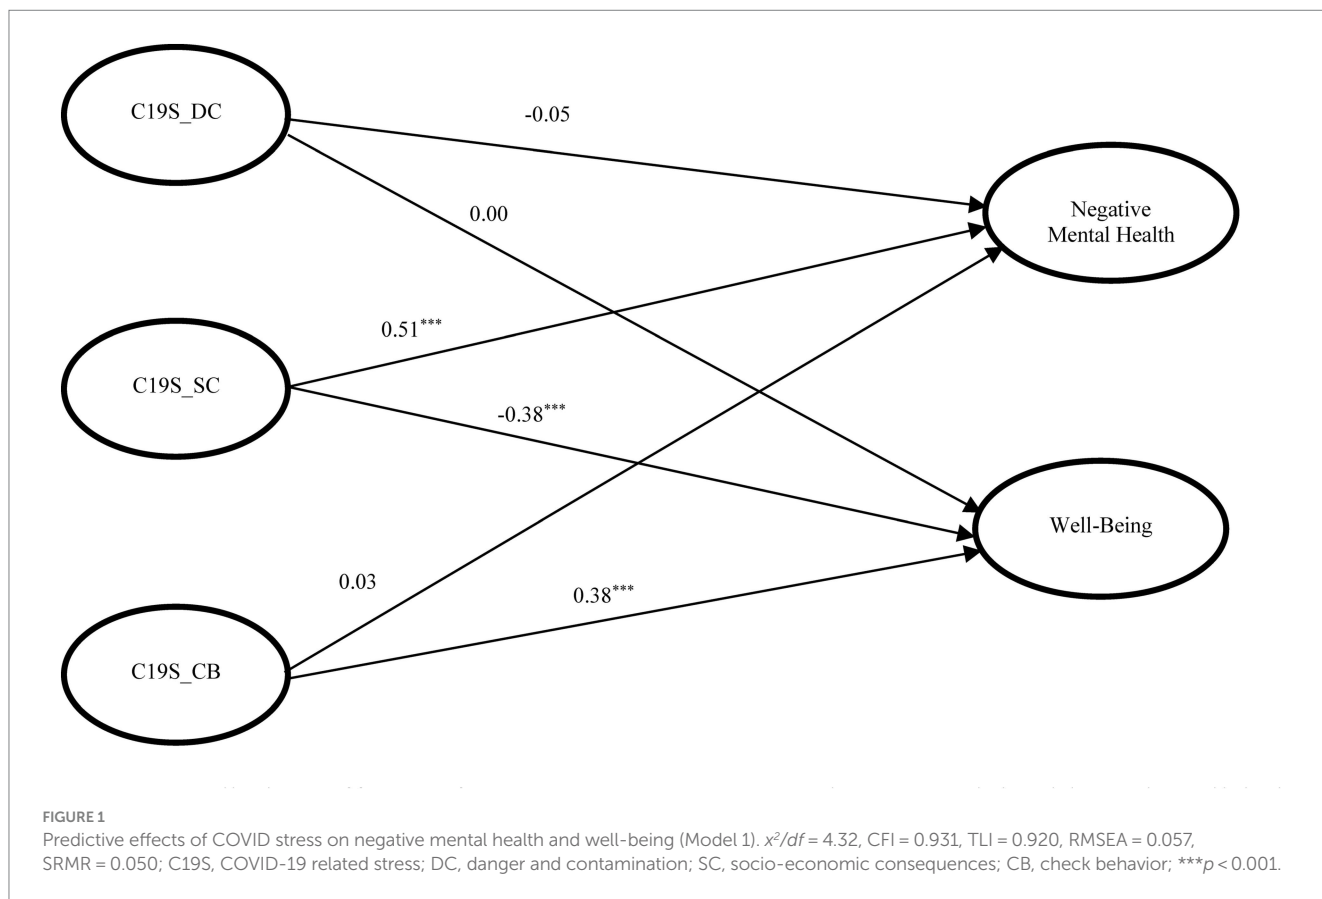 C19S_DC
-0.05
Negative
Mental Health
0.00
0.51***
C19S_SC
-0.38***
Well-Being
0.03
0.38***
C19S_CB
FIGURE 1
Predictive effects of COVID stress on negative mental health and well-being (Model 1). x²/df = 4.32, CFI = 0.931, TLI = 0.920, RMSEA = 0.057,
SRMR = 0.050; C19S, COVID-19 related stress; DC, danger and contamination; SC, socio-economic consequences; CB, check behavior; ***p < 0.001.